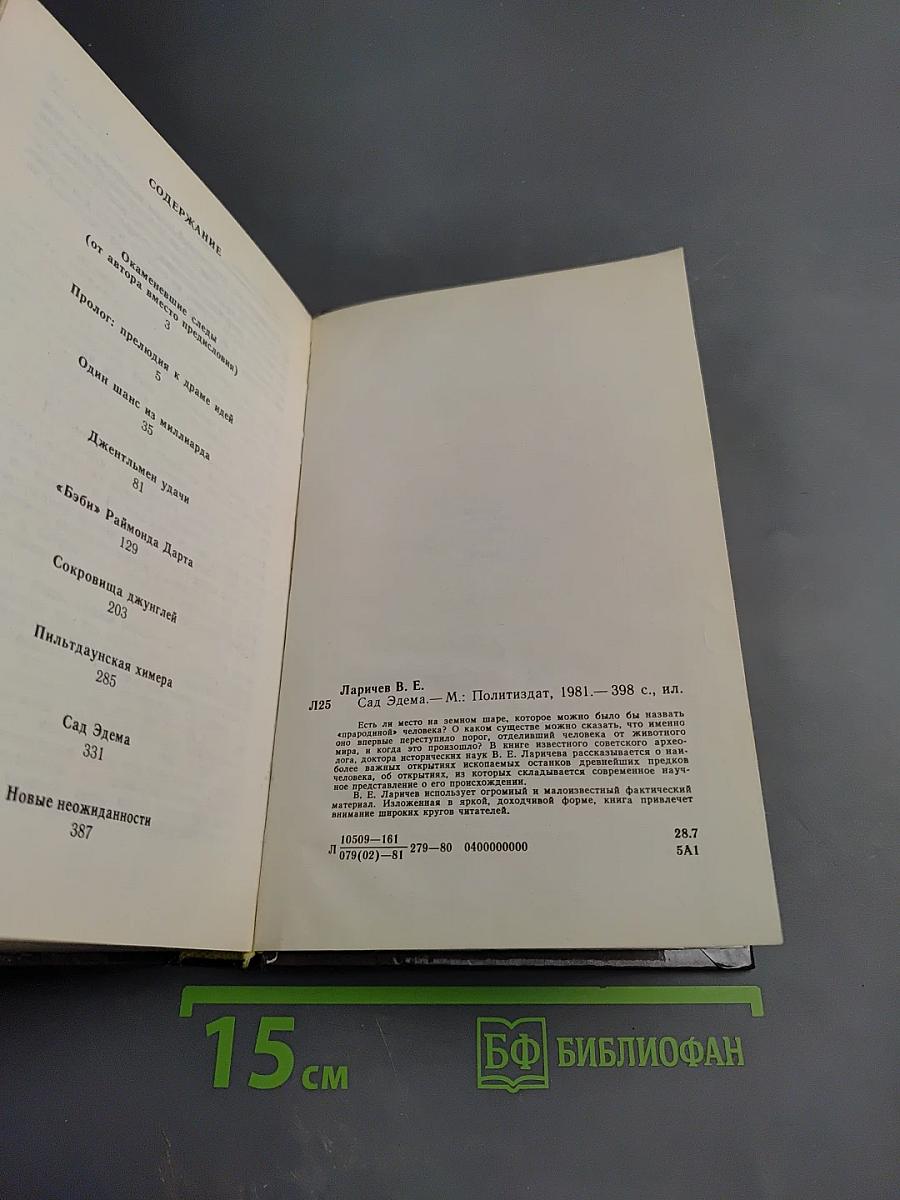 СОДЕРЖАНИЕ
Окаменевшие следы
(от автора вместо предисловия)
3
Пролог: прелюдия к драме идей
5
Один шанс из миллиарда
35
Джентльмен удачи
81
«Бэби» Раймонда Дарта
129
Сокровища джунглей
203
Пильтдаунская химера
285
Сад Эдема
331
Новые неожиданности
387
Ларичев В. Е.
Л25 Сад Эдема.— М.: Политиздат, 1981.— 398 с., ил.
Есть ли место на земном шаре, которое можно было бы назвать
«прародиной» человека? О каком существе можно сказать, что именно
оно впервые переступило порог, отделивший человека от животного
мира, и когда это произошло? В книге известного советского архео-
лога, доктора исторических наук В. Е. Ларичева рассказывается о наи-
более важных открытиях ископаемых останков древнейших предков
человека, об открытиях, из которых складывается современное науч-
ное представление о его происхождении.
В. Е. Ларичев использует огромный и малоизвестный фактический
материал. Изложенная в яркой, доходчивой форме, книга привлечет
внимание широких кругов читателей.
Л 10509—161
079(02)—81 279—80 0400000000
28.7
5А1
15 см
БФ БИБЛИОФАН